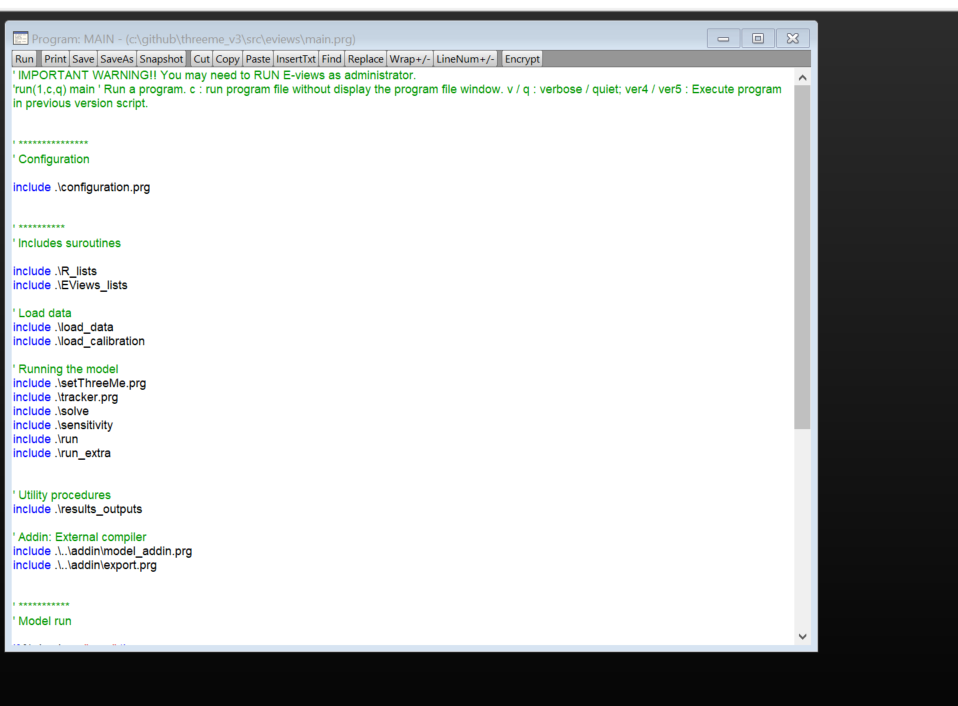 Program: MAIN - (c:\github\threeme_v3\src\eviews\main.prg)
Run Print Save SaveAs Snapshot Cut Copy Paste InsertTxt Find Replace Wrap+/- LineNum+/- Encrypt
' IMPORTANT WARNING!! You may need to RUN E-views as administrator.
'run(1,c,q) main ' Run a program. c : run program file without display the program file window. v / q : verbose / quiet; ver4 / ver5 : Execute program
in previous version script.
' ***************
' Configuration
include .\configuration.prg
' **********
' Includes suroutines
include .\R_lists
include .\EViews_lists
' Load data
include .\load_data
include .\load_calibration
' Running the model
include .\setThreeMe.prg
include .\tracker.prg
include .\solve
include .\sensitivity
include .\run
include .\run_extra
' Utility procedures
include .\results_outputs
' Addin: External compiler
include .\..\addin\model_addin.prg
include .\..\addin\export.prg
' ***********
' Model run